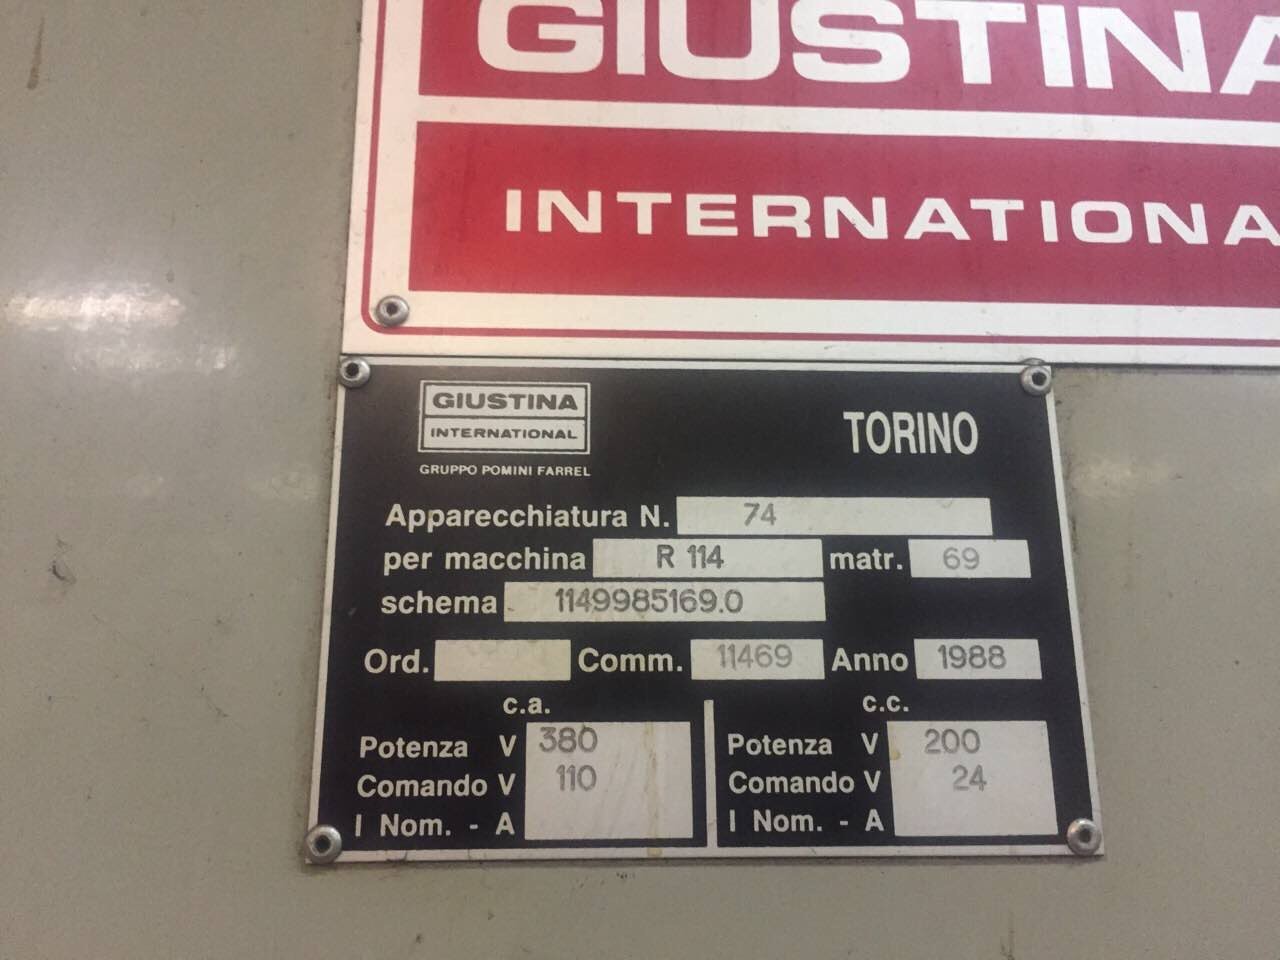 GIUSTINA
INTERNATIONA
GIUSTINA
INTERNATIONAL
GRUPPO POMINI FARREL
TORINO
Apparecchiatura N. 74
per macchina R 114 matr. 69
schema 1149985169.0
Ord. Comm. 11469 Anno 1988
c.a. c.c.
Potenza V 380 Potenza V 200
Comando V 110 Comando V 24
I Nom. - A I Nom. - A